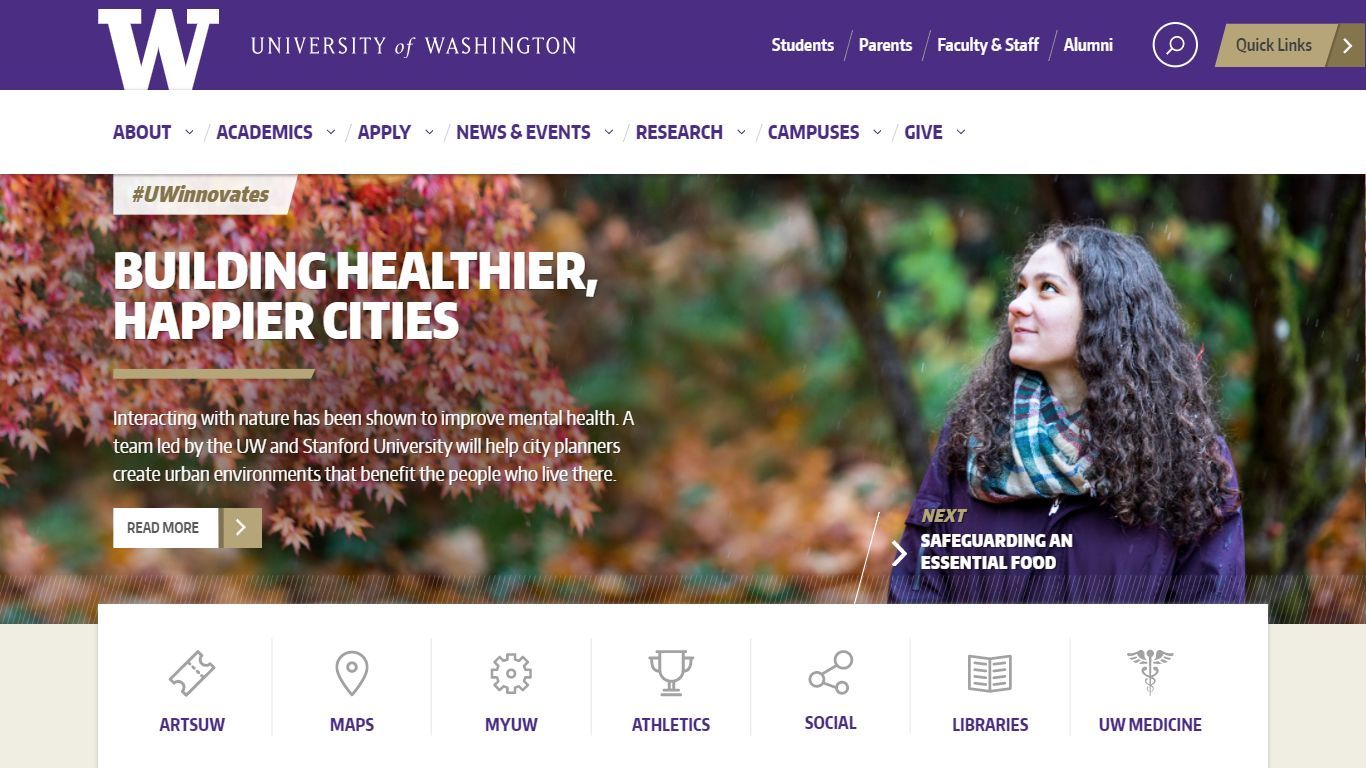 W UNIVERSITY of WASHINGTON
Students Parents Faculty & Staff Alumni Quick Links
ABOUT ACADEMICS APPLY NEWS & EVENTS RESEARCH CAMPUSES GIVE
#UWinnovates
BUILDING HEALTHIER,
HAPPIER CITIES
Interacting with nature has been shown to improve mental health. A
team led by the UW and Stanford University will help city planners
create urban environments that benefit the people who live there.
READ MORE
NEXT
SAFEGUARDING AN
ESSENTIAL FOOD
ARTSUW MAPS MYUW ATHLETICS SOCIAL LIBRARIES UW MEDICINE